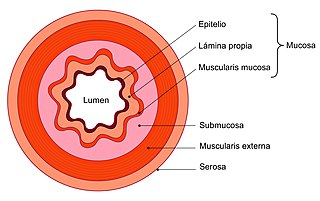 Epitelio
Lámina propia
Mucosa
Muscularis mucosa
Lumen
Submucosa
Muscularis externa
Serosa